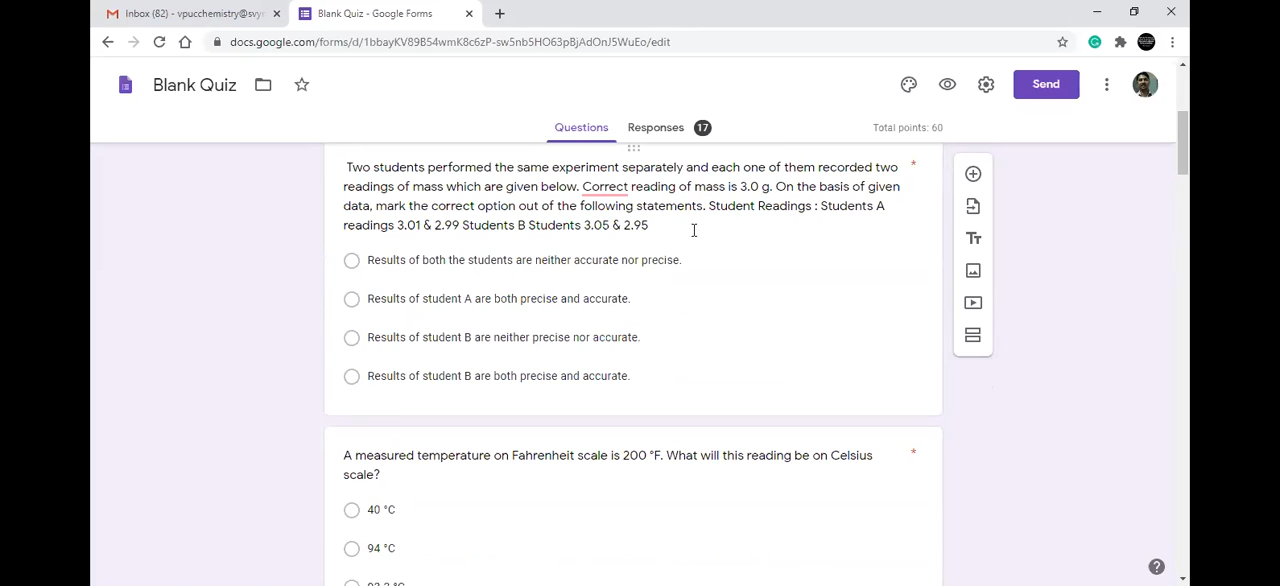 Inbox (82) - vpucchemistry@svyr
Blank Quiz - Google Forms
docs.google.com/forms/d/1bbayKV89B54wmK8c6zP-sw5nb5HO63pBjAdOnJ5WuEo/edit
Blank Quiz
Send
Questions
Responses 17
Total points: 60
Two students performed the same experiment separately and each one of them recorded two *
readings of mass which are given below. Correct reading of mass is 3.0 g. On the basis of given
data, mark the correct option out of the following statements. Student Readings : Students A
readings 3.01 & 2.99 Students B Students 3.05 & 2.95
Results of both the students are neither accurate nor precise.
Results of student A are both precise and accurate.
Results of student B are neither precise nor accurate.
Results of student B are both precise and accurate.
A measured temperature on Fahrenheit scale is 200 °F. What will this reading be on Celsius *
scale?
40 °C
94 °C